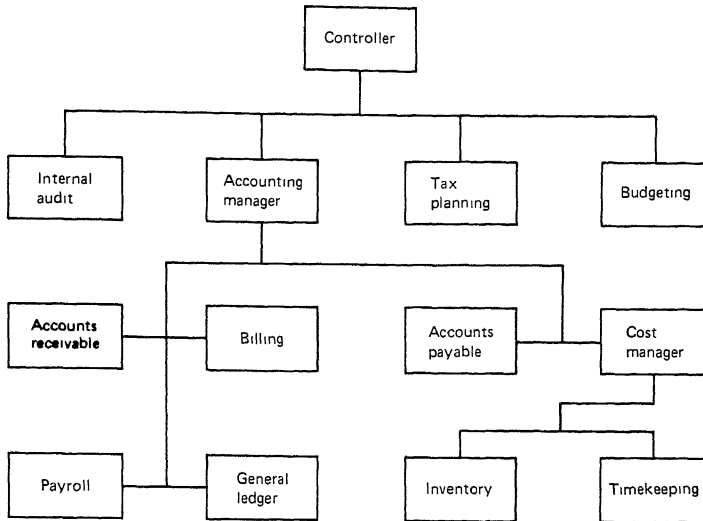 Controller
Internal
audit
Accounting
manager
Tax
planning
Budgeting
Accounts
receivable
Billing
Accounts
payable
Cost
manager
Payroll
General
ledger
Inventory
Timekeeping